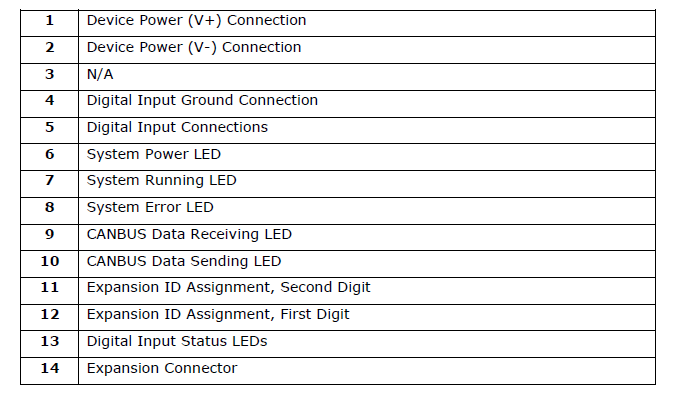 1 Device Power (V+) Connection
2 Device Power (V-) Connection
3 N/A
4 Digital Input Ground Connection
5 Digital Input Connections
6 System Power LED
7 System Running LED
8 System Error LED
9 CANBUS Data Receiving LED
10 CANBUS Data Sending LED
11 Expansion ID Assignment, Second Digit
12 Expansion ID Assignment, First Digit
13 Digital Input Status LEDs
14 Expansion Connector